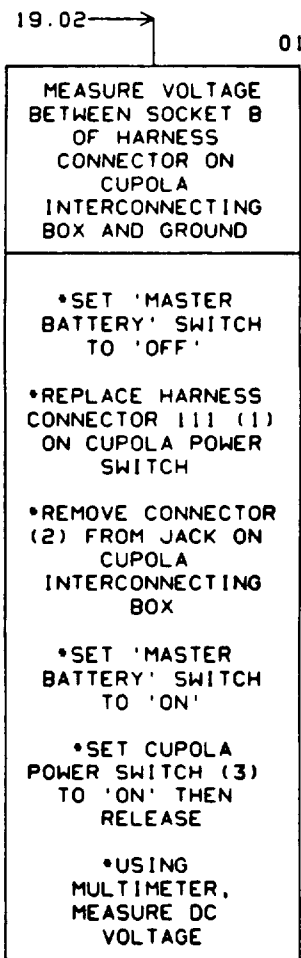 19.02
01
MEASURE VOLTAGE
BETWEEN SOCKET B
OF HARNESS
CONNECTOR ON
CUPOLA
INTERCONNECTING
BOX AND GROUND
•SET 'MASTER
BATTERY' SWITCH
TO 'OFF'
•REPLACE HARNESS
CONNECTOR 111 (1)
ON CUPOLA POWER
SWITCH
•REMOVE CONNECTOR
(2) FROM JACK ON
CUPOLA
INTERCONNECTING
BOX
•SET 'MASTER
BATTERY' SWITCH
TO 'ON'
•SET CUPOLA
POWER SWITCH (3)
TO 'ON' THEN
RELEASE
•USING
MULTIMETER,
MEASURE DC
VOLTAGE